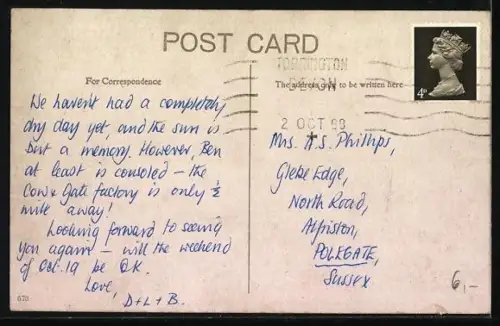 POST CARD
TORRINGTON
DEVON
2 OCT 68
4D
For Correspondence
The address only to be written here
We haven't had a completely
dry day yet, and the sun is
but a memory. However, Ben
at least is consoled – the
Cow & Gate factory is only ½
mile away!
Looking forward to seeing
you again – will the weekend
of Oct. 19 be O.K.
Love,
D+L+B.
Mrs. A.S. Phillips,
Glebe Edge,
North Road,
Alfriston,
POLEGATE,
Sussex
6,–